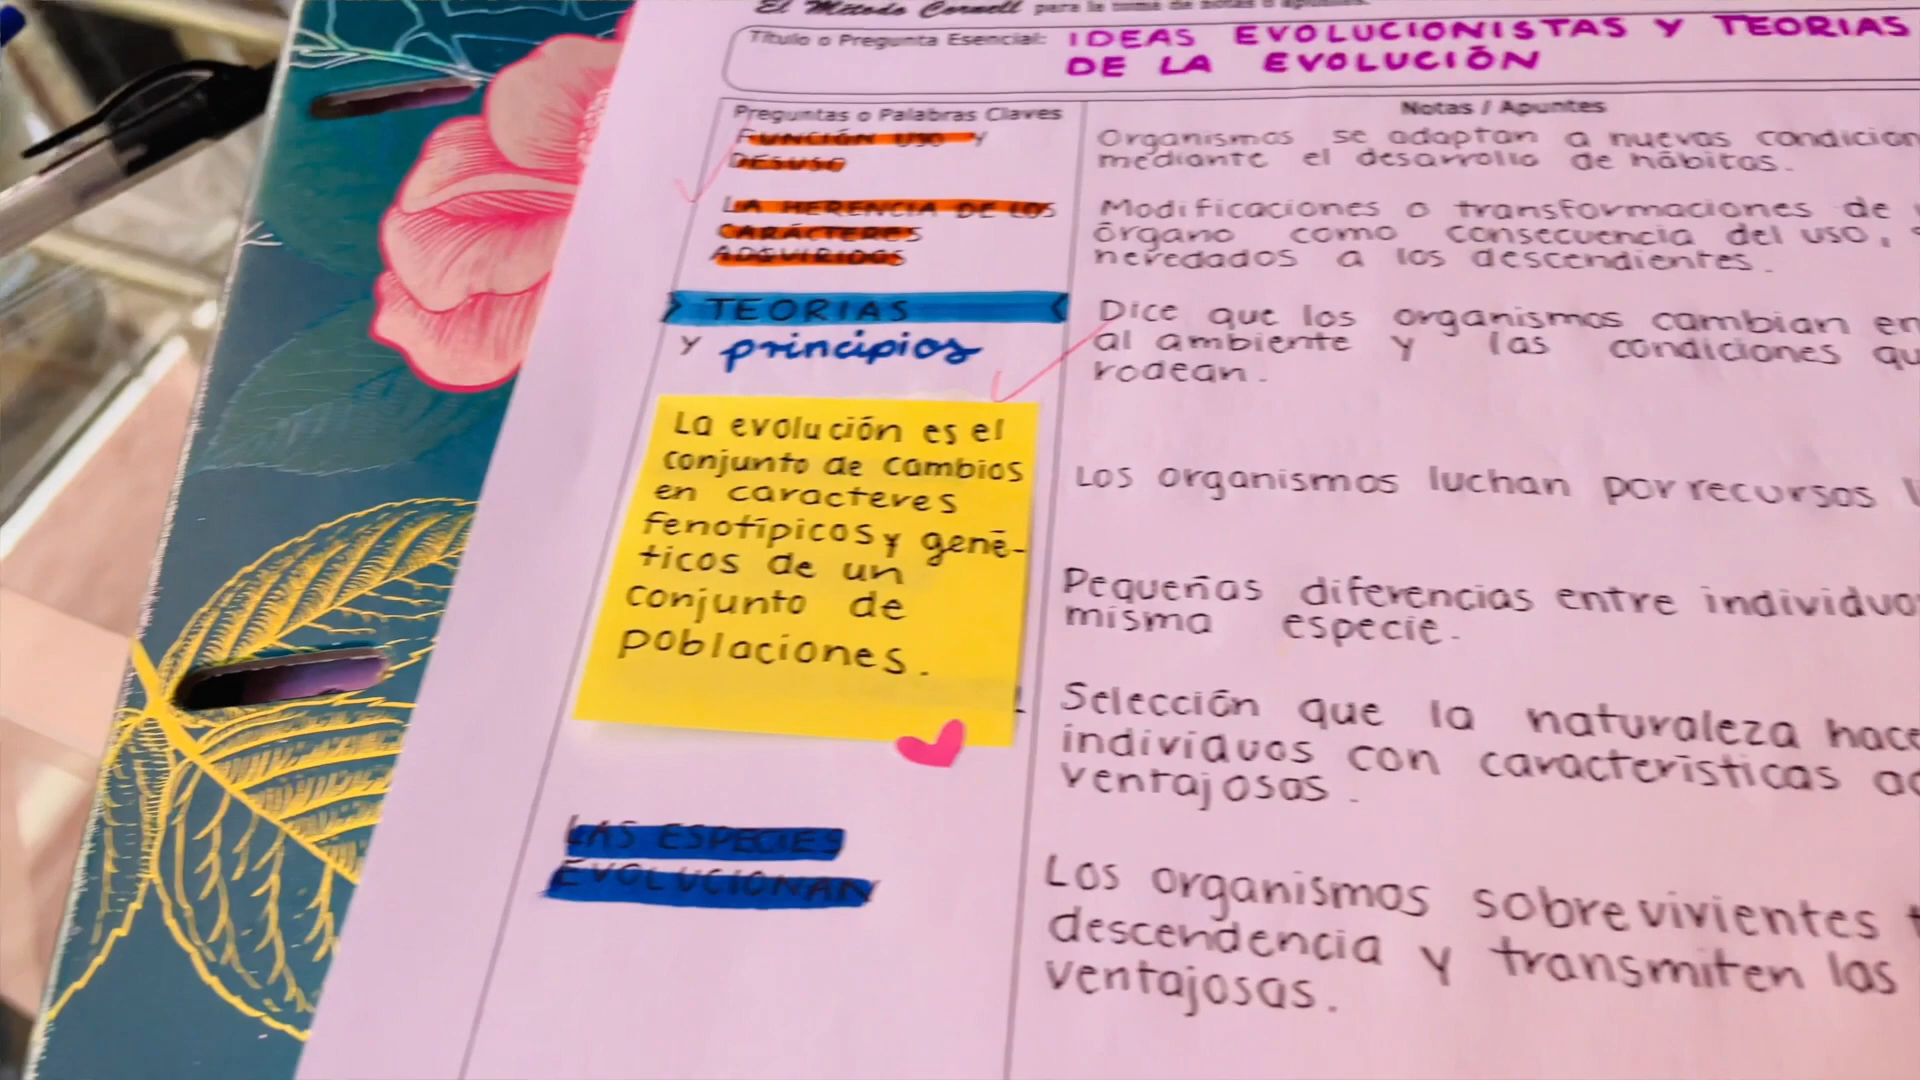 El Método Cornell para la toma de notas o apuntes.
Título o Pregunta Esencial: IDEAS EVOLUCIONISTAS Y TEORIAS
DE LA EVOLUCIÓN
Preguntas o Palabras Claves
FUNCIÓN USO Y
DESUSO
LA HERENCIA DE LOS
CARÁCTERES
ADQUIRIDOS
TEORIAS
Y principios
La evolución es el
conjunto de cambios
en caracteres
fenotípicos y gené-
ticos de un
conjunto de
poblaciones.
LAS ESPECIES
EVOLUCIONAN
Notas / Apuntes
Organismos se adaptan a nuevas
mediante el desarrollo de hábitos.
Modificaciones o transformaciones de
órgano como consecuencia del uso,
heredados a los descendientes.
Dice que los organismos cambian en
al ambiente y las condiciones
rodean.
Los organismos luchan por recursos
Pequeñas diferencias entre
misma especie.
Selección que la naturaleza hace
individuos con características
ventajosas.
Los organismos sobrevivientes
descendencia y transmiten las
ventajosas.